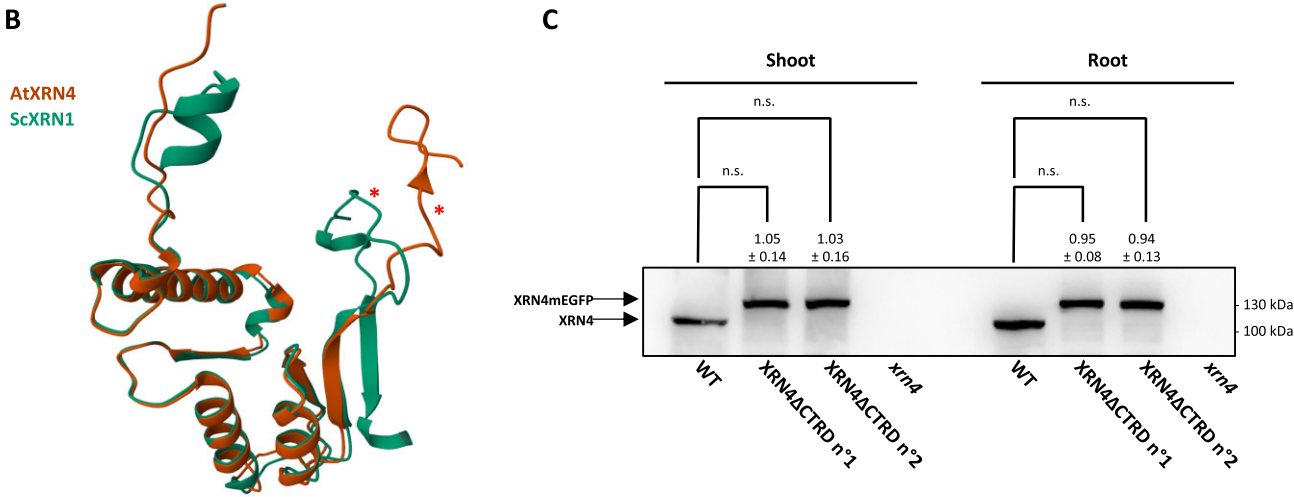 B
AtXRN4
ScXRN1
*
*
C
Shoot
Root
n.s.
n.s.
n.s.
n.s.
1.05
± 0.14
1.03
± 0.16
0.95
± 0.08
0.94
± 0.13
XRN4mEGFP
XRN4
130 kDa
100 kDa
WT
XRN4ΔCTRD n°1
XRN4ΔCTRD n°2
xrn4
WT
XRN4ΔCTRD n°1
XRN4ΔCTRD n°2
xrn4